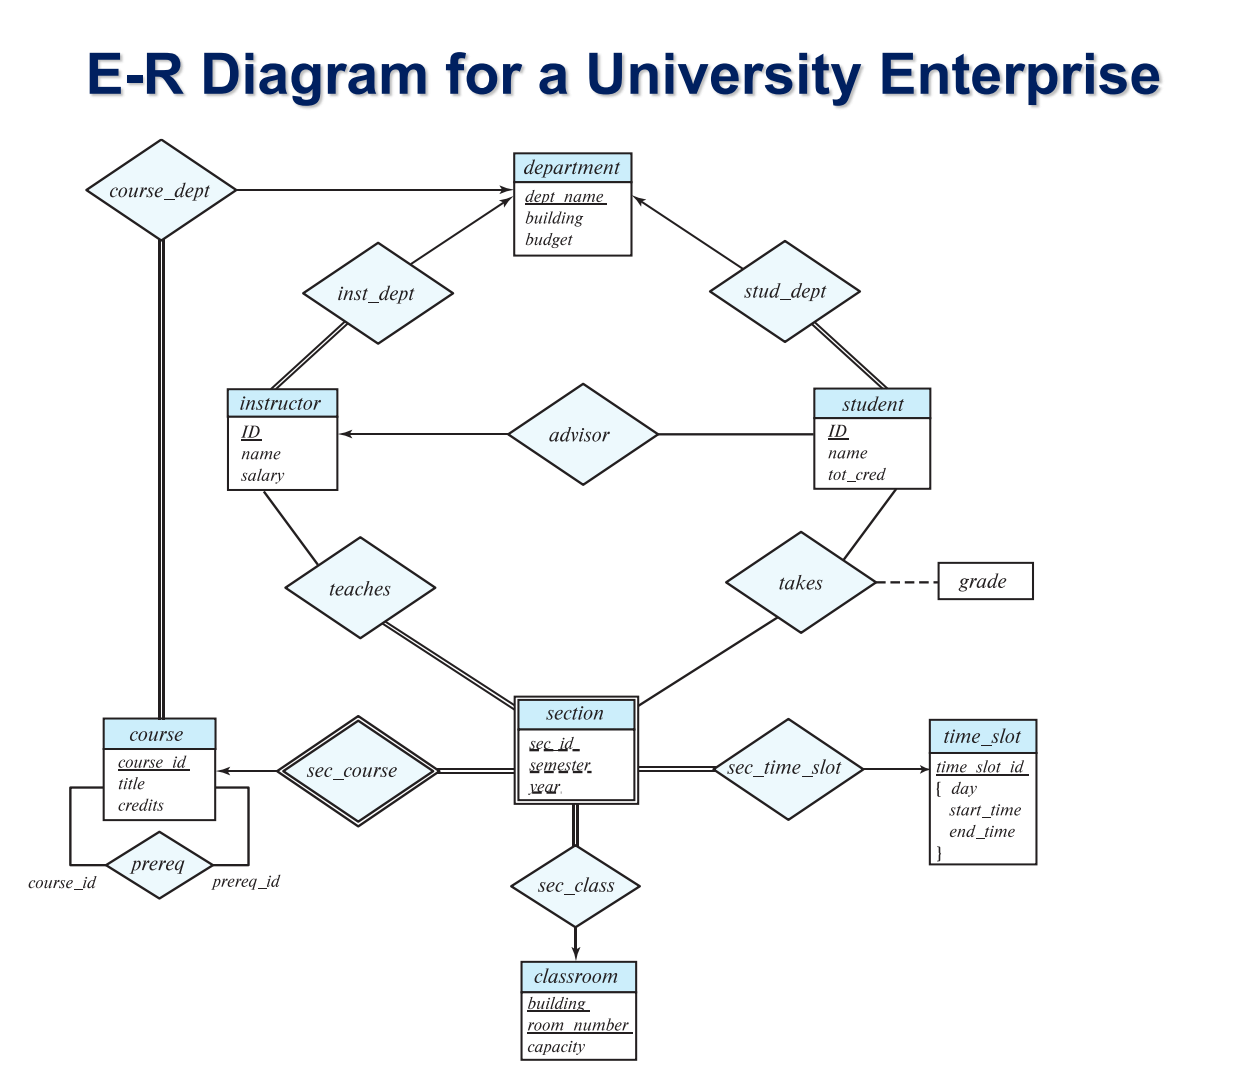 E-R Diagram for a University Enterprise
course_dept
department
dept_name
building
budget
inst_dept
stud_dept
instructor
ID
name
salary
advisor
student
ID
name
tot_cred
teaches
takes
grade
course
course_id
title
credits
sec_course
section
sec_id
semester
year
sec_time_slot
time_slot
time_slot_id
{ day
start_time
end_time
}
prereq
course_id
prereq_id
sec_class
classroom
building
room_number
capacity